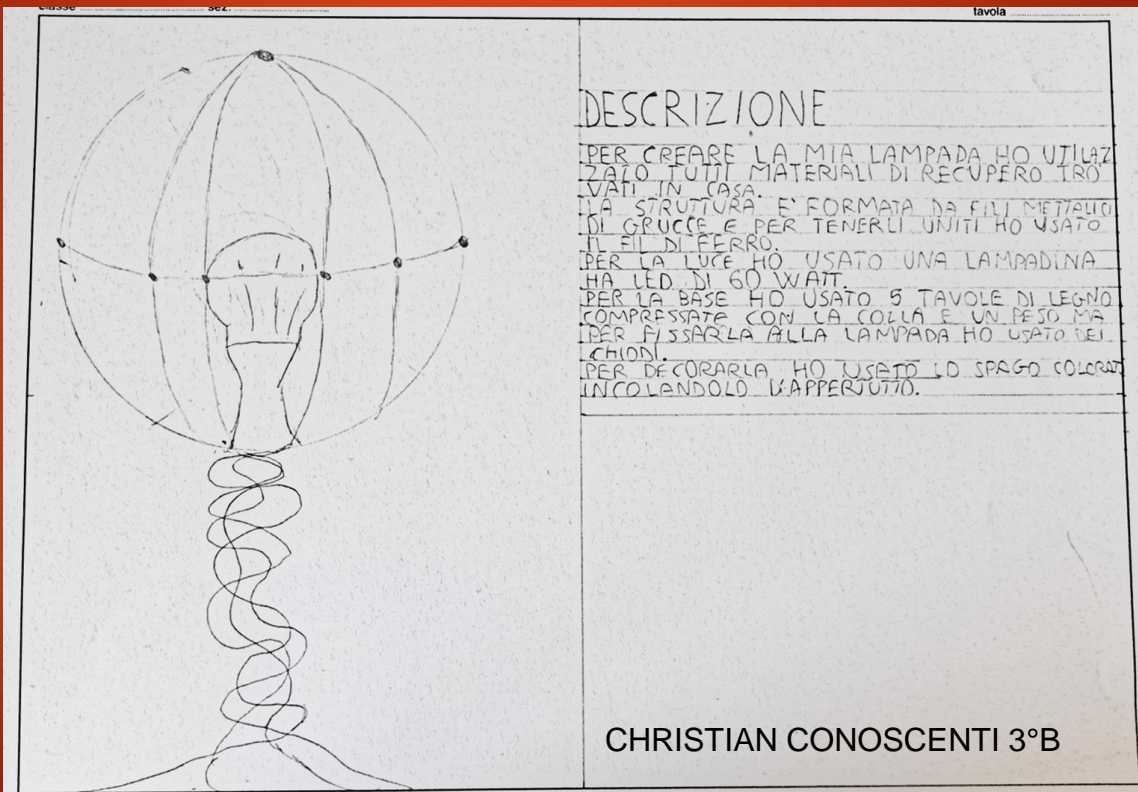 classe sez.
tavola
DESCRIZIONE
PER CREARE LA MIA LAMPADA HO UTILAZ
ZATO TUTTI MATERIALI DI RECUPERO TRO
VATI IN CASA.
LA STRUTTURA E' FORMATA DA FILI METTALICI
DI GRUCCE E PER TENERLI UNITI HO USATO
IL FIL DI FERRO.
PER LA LUCE HO USATO UNA LAMPADINA
HA LED DI 60 WATT.
PER LA BASE HO USATO 5 TAVOLE DI LEGNO
COMPRESSATE CON LA COLLA E UN PESO MA
PER FISSARLA ALLA LAMPADA HO USATO DEI
CHIODI.
PER DECORARLA HO USATO LO SPAGO COLORAT
INCOLANDOLO D'APPERTUTTO.
CHRISTIAN CONOSCENTI 3°B